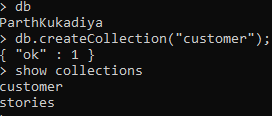 > db
ParthKukadiya
> db.createCollection("customer");
{ "ok" : 1 }
> show collections
customer
stories